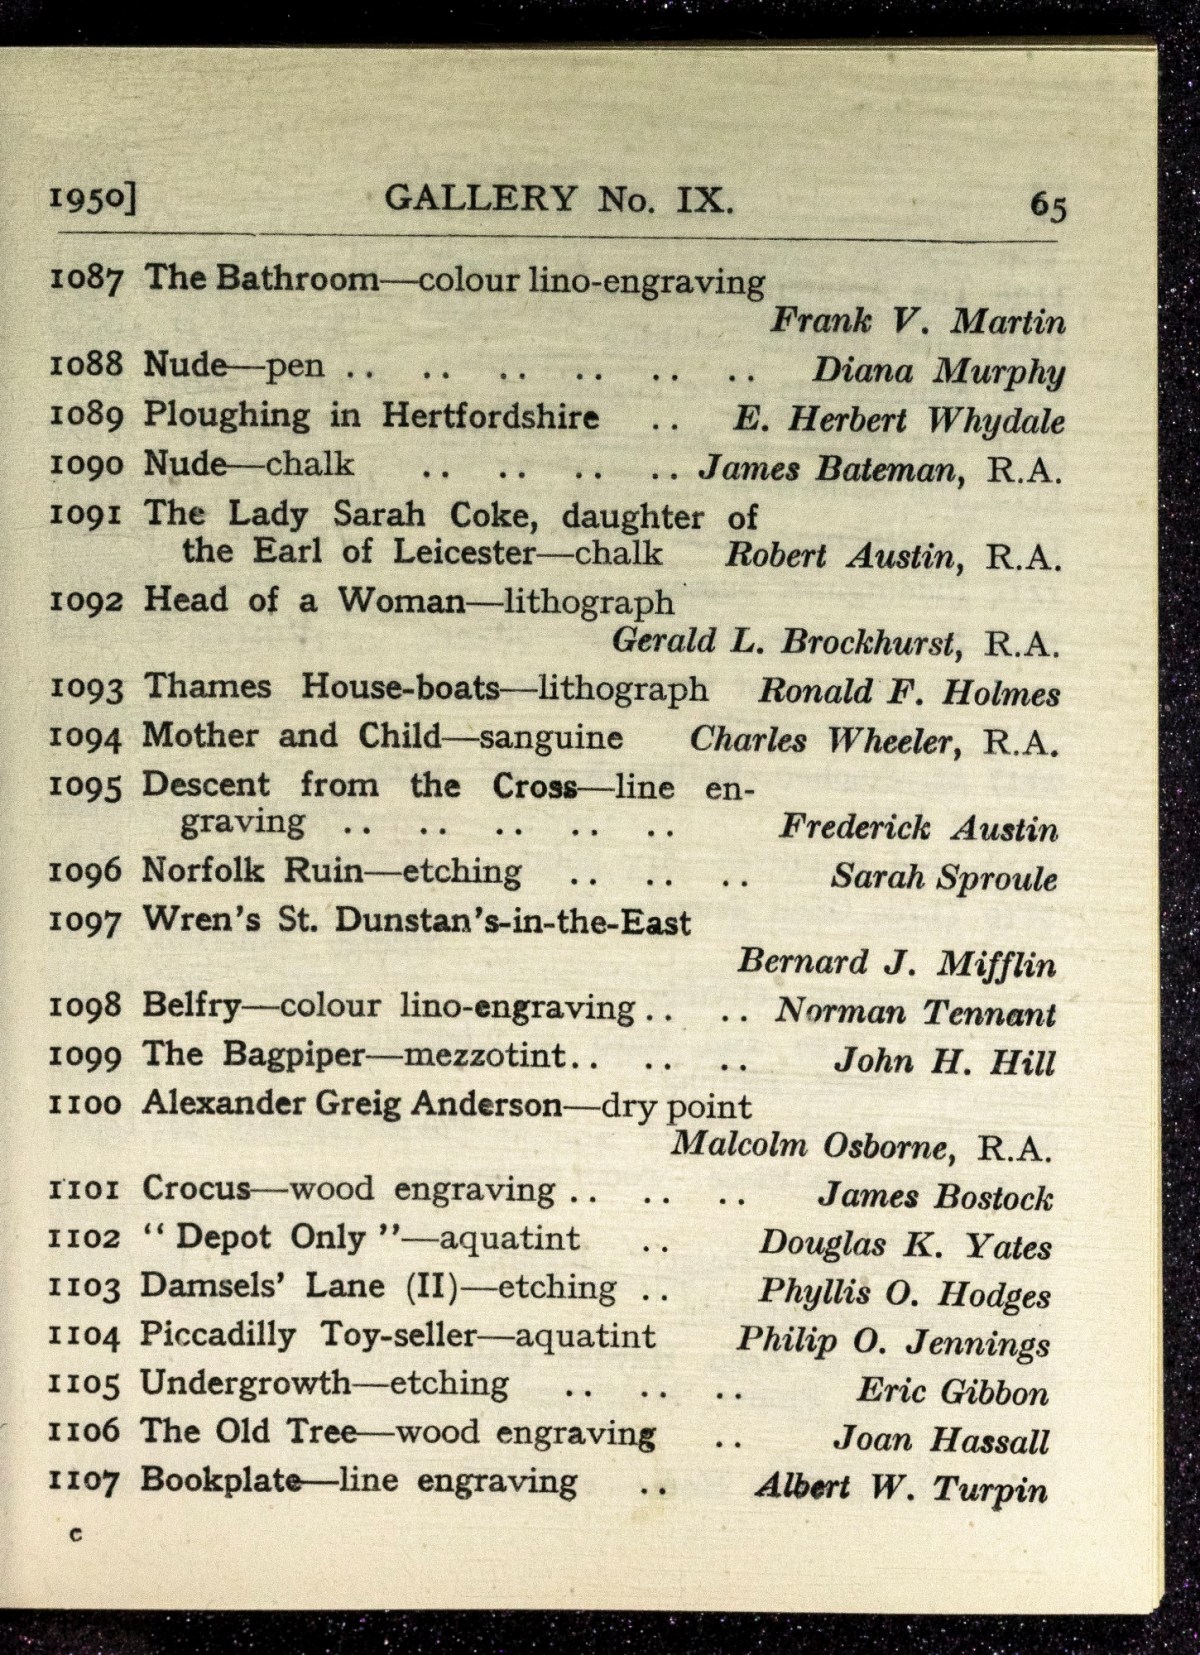 1950] GALLERY No. IX. 65
1087 The Bathroom—colour lino-engraving
Frank V. Martin
1088 Nude—pen .. .. .. .. .. .. Diana Murphy
1089 Ploughing in Hertfordshire .. E. Herbert Whydale
1090 Nude—chalk .. .. .. .. James Bateman, R.A.
1091 The Lady Sarah Coke, daughter of
the Earl of Leicester—chalk Robert Austin, R.A.
1092 Head of a Woman—lithograph
Gerald L. Brockhurst, R.A.
1093 Thames House-boats—lithograph Ronald F. Holmes
1094 Mother and Child—sanguine Charles Wheeler, R.A.
1095 Descent from the Cross—line en-
graving .. .. .. .. .. Frederick Austin
1096 Norfolk Ruin—etching .. .. .. Sarah Sproule
1097 Wren's St. Dunstan's-in-the-East
Bernard J. Mifflin
1098 Belfry—colour lino-engraving .. .. Norman Tennant
1099 The Bagpiper—mezzotint .. .. .. John H. Hill
1100 Alexander Greig Anderson—dry point
Malcolm Osborne, R.A.
1101 Crocus—wood engraving .. .. .. James Bostock
1102 “ Depot Only ”—aquatint .. Douglas K. Yates
1103 Damsels' Lane (II)—etching .. Phyllis O. Hodges
1104 Piccadilly Toy-seller—aquatint Philip O. Jennings
1105 Undergrowth—etching .. .. .. Eric Gibbon
1106 The Old Tree—wood engraving .. Joan Hassall
1107 Bookplate—line engraving .. Albert W. Turpin
c